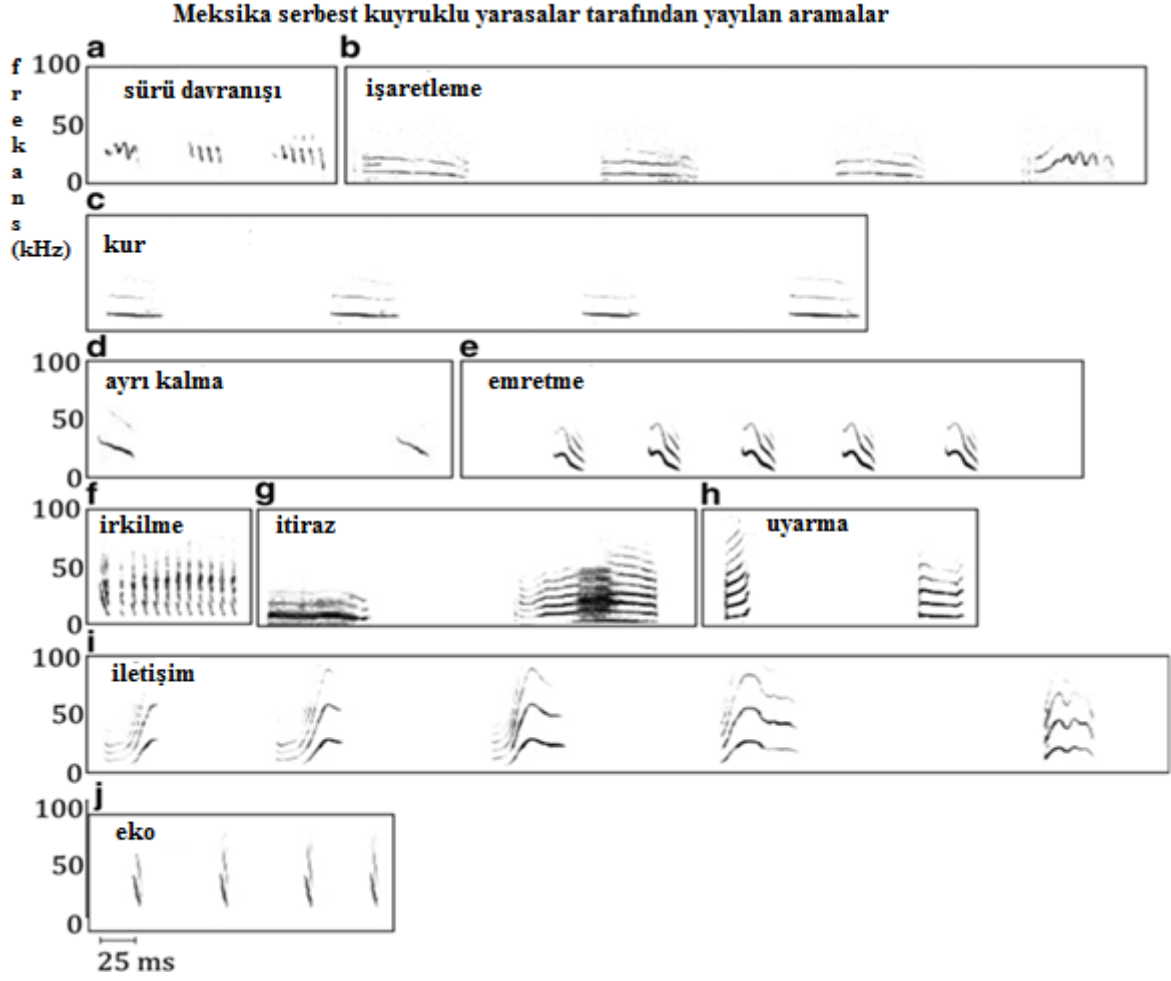 Meksika serbest kuyruklu yarasalar tarafından yayılan aramalar
a b
frekans (kHz)
100
50
0
sürü davranışı
işaretleme
c
kur
d e
100
50
0
ayrı kalma
emretme
f g h
100
50
0
irkilme
itiraz
uyarma
i
100
50
0
iletişim
j
100
50
0
eko
25 ms